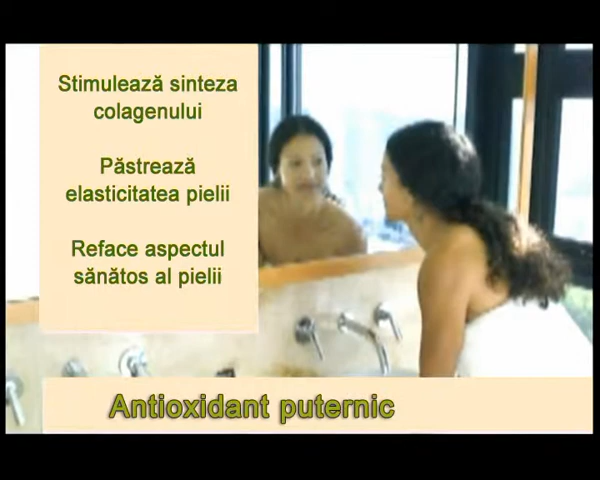 Stimulează sinteza
colagenului
Păstrează
elasticitatea pielii
Reface aspectul
sănătos al pielii
Antioxidant puternic